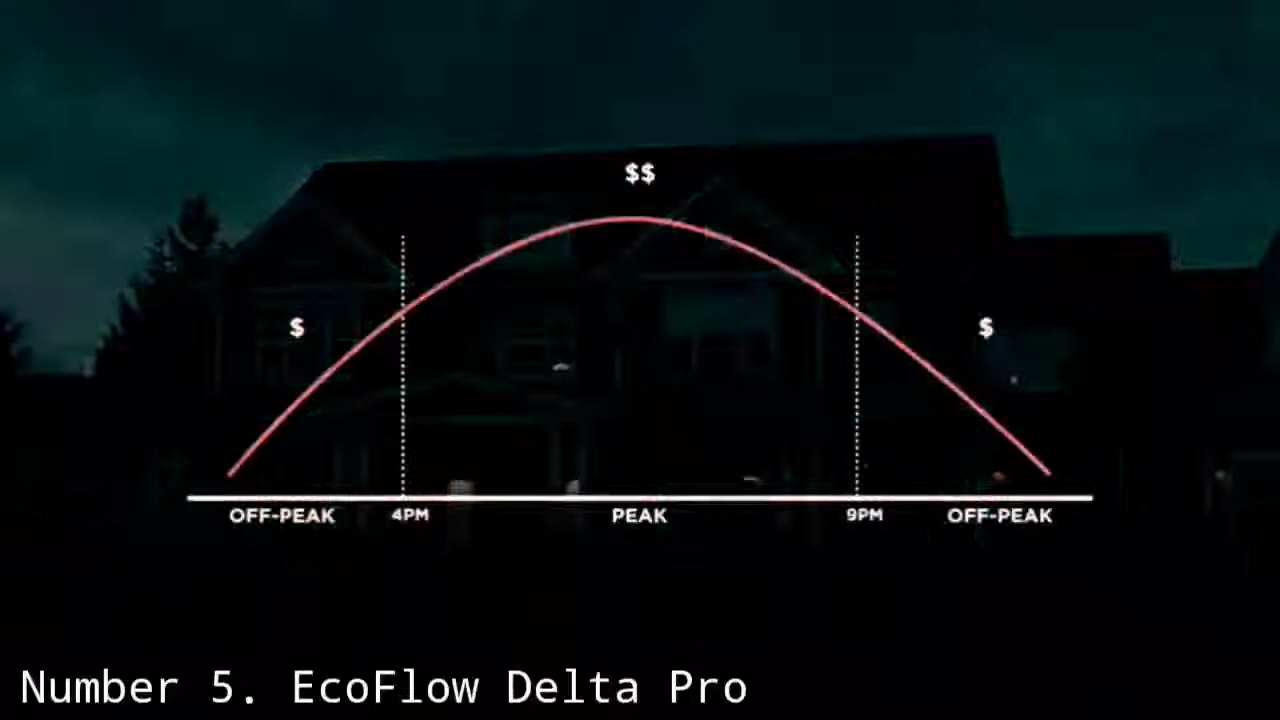 $$
$
$
OFF-PEAK 4PM PEAK 9PM OFF-PEAK
Number 5. EcoFlow Delta Pro